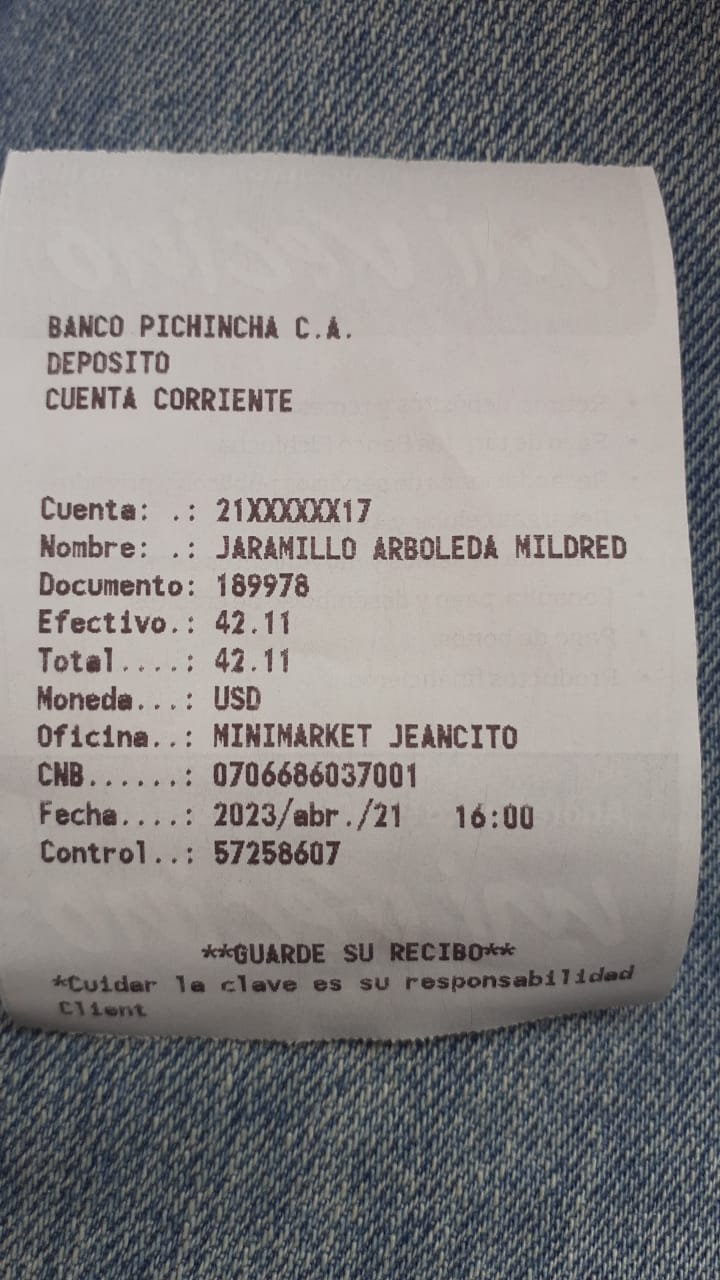 BANCO PICHINCHA C.A.
DEPOSITO
CUENTA CORRIENTE
Cuenta: .: 21XXXXXX17
Nombre: .: JARAMILLO ARBOLEDA MILDRED
Documento: 189978
Efectivo.: 42.11
Total....: 42.11
Moneda...: USD
Oficina..: MINIMARKET JEANCITO
CNB......: 0706686037001
Fecha....: 2023/abr./21 16:00
Control..: 57258607
**GUARDE SU RECIBO**
*Cuidar la clave es su responsabilidad
Client